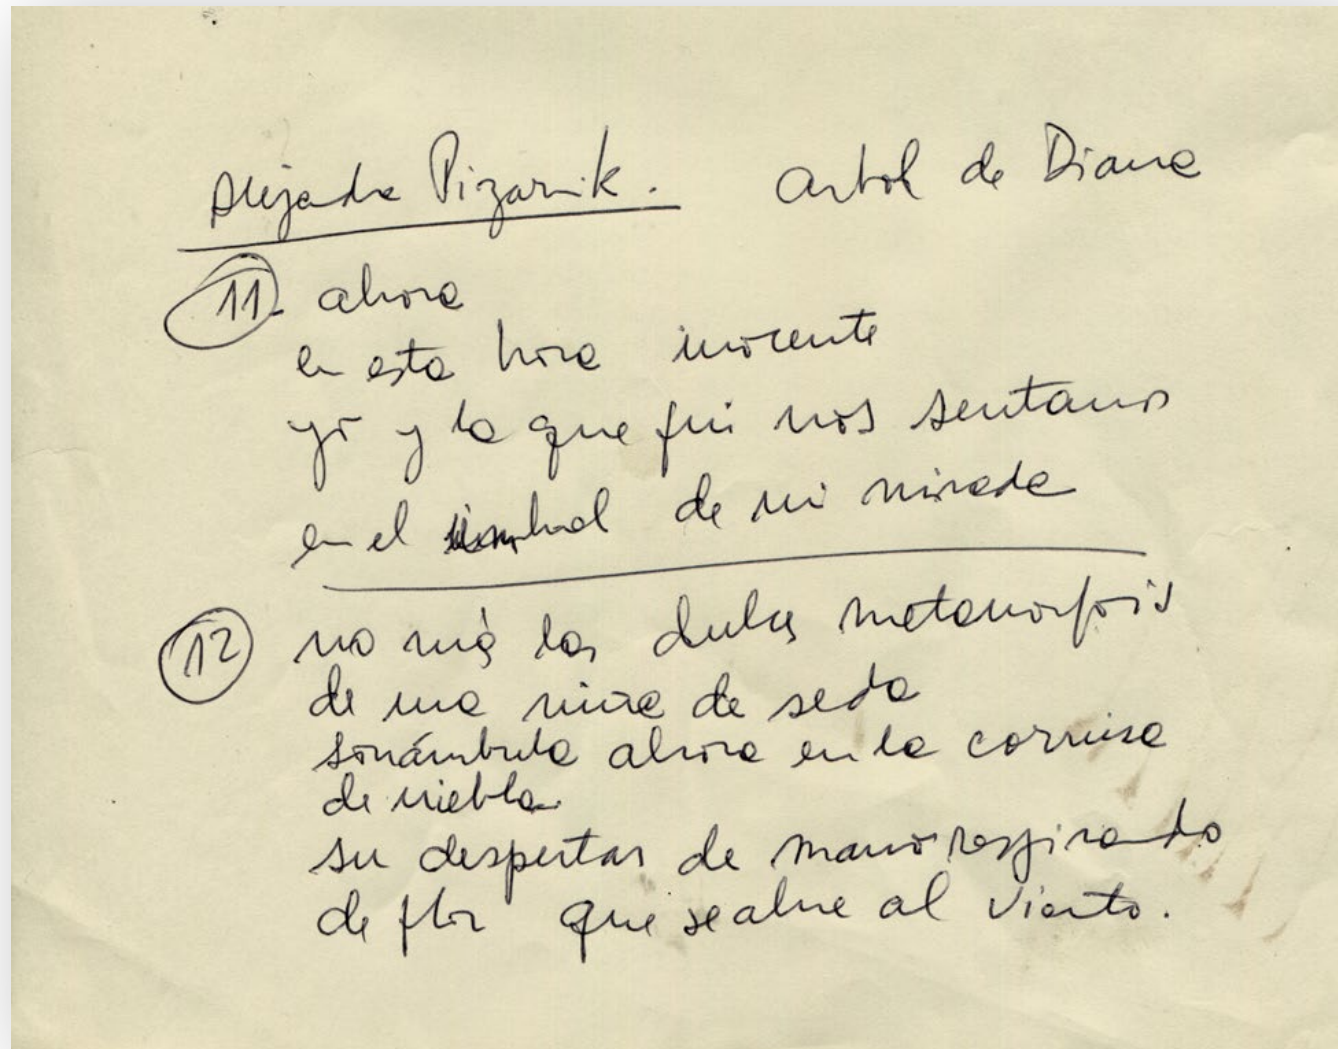 Alejandra Pizarnik. Arbol de Diana
11. ahora
en esta hora inocente
yo y la que fui nos sentamos
en el umbral de mi mirada
12 no más las dulces metamorfosis
de una niña de seda
sonámbula ahora en la cornisa
de niebla
su despertar de mano respirando
de flor que se abre al viento.